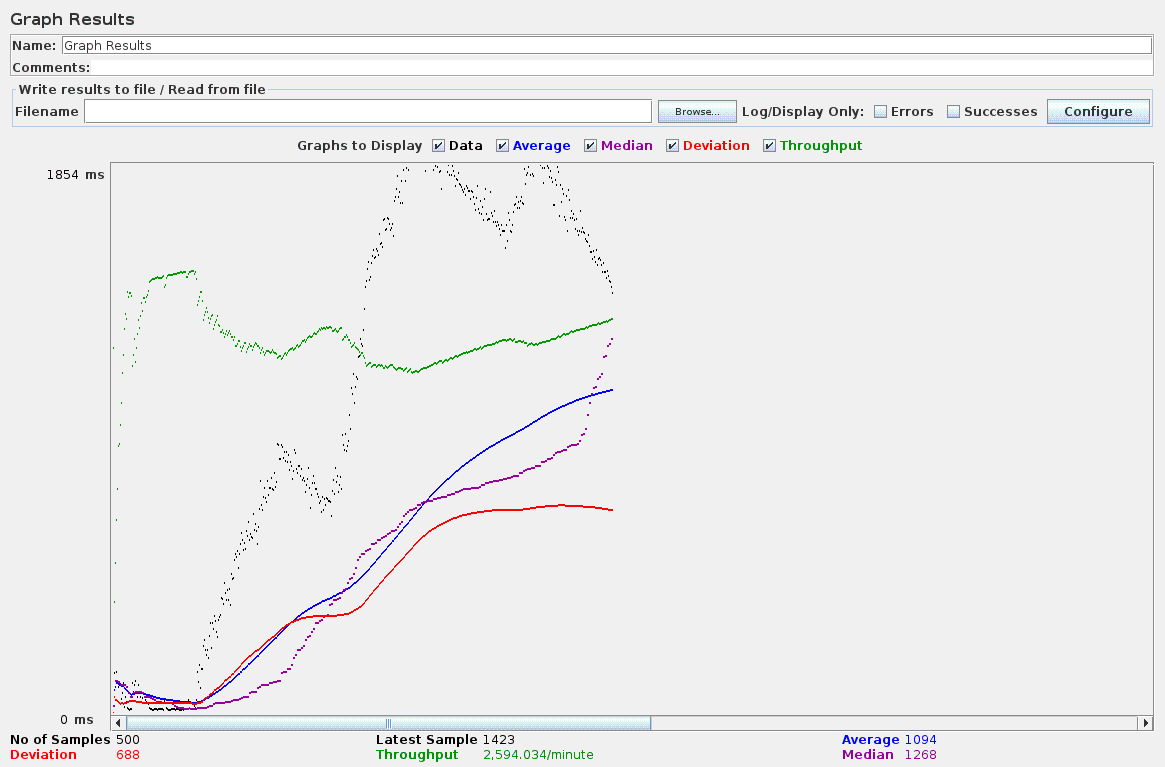 Graph Results
Name: Graph Results
Comments:
Write results to file / Read from file
Filename Browse... Log/Display Only: Errors Successes Configure
Graphs to Display Data Average Median Deviation Throughput
1854 ms
0 ms
No of Samples 500 Latest Sample 1423 Average 1094
Deviation 688 Throughput 2,594.034/minute Median 1268